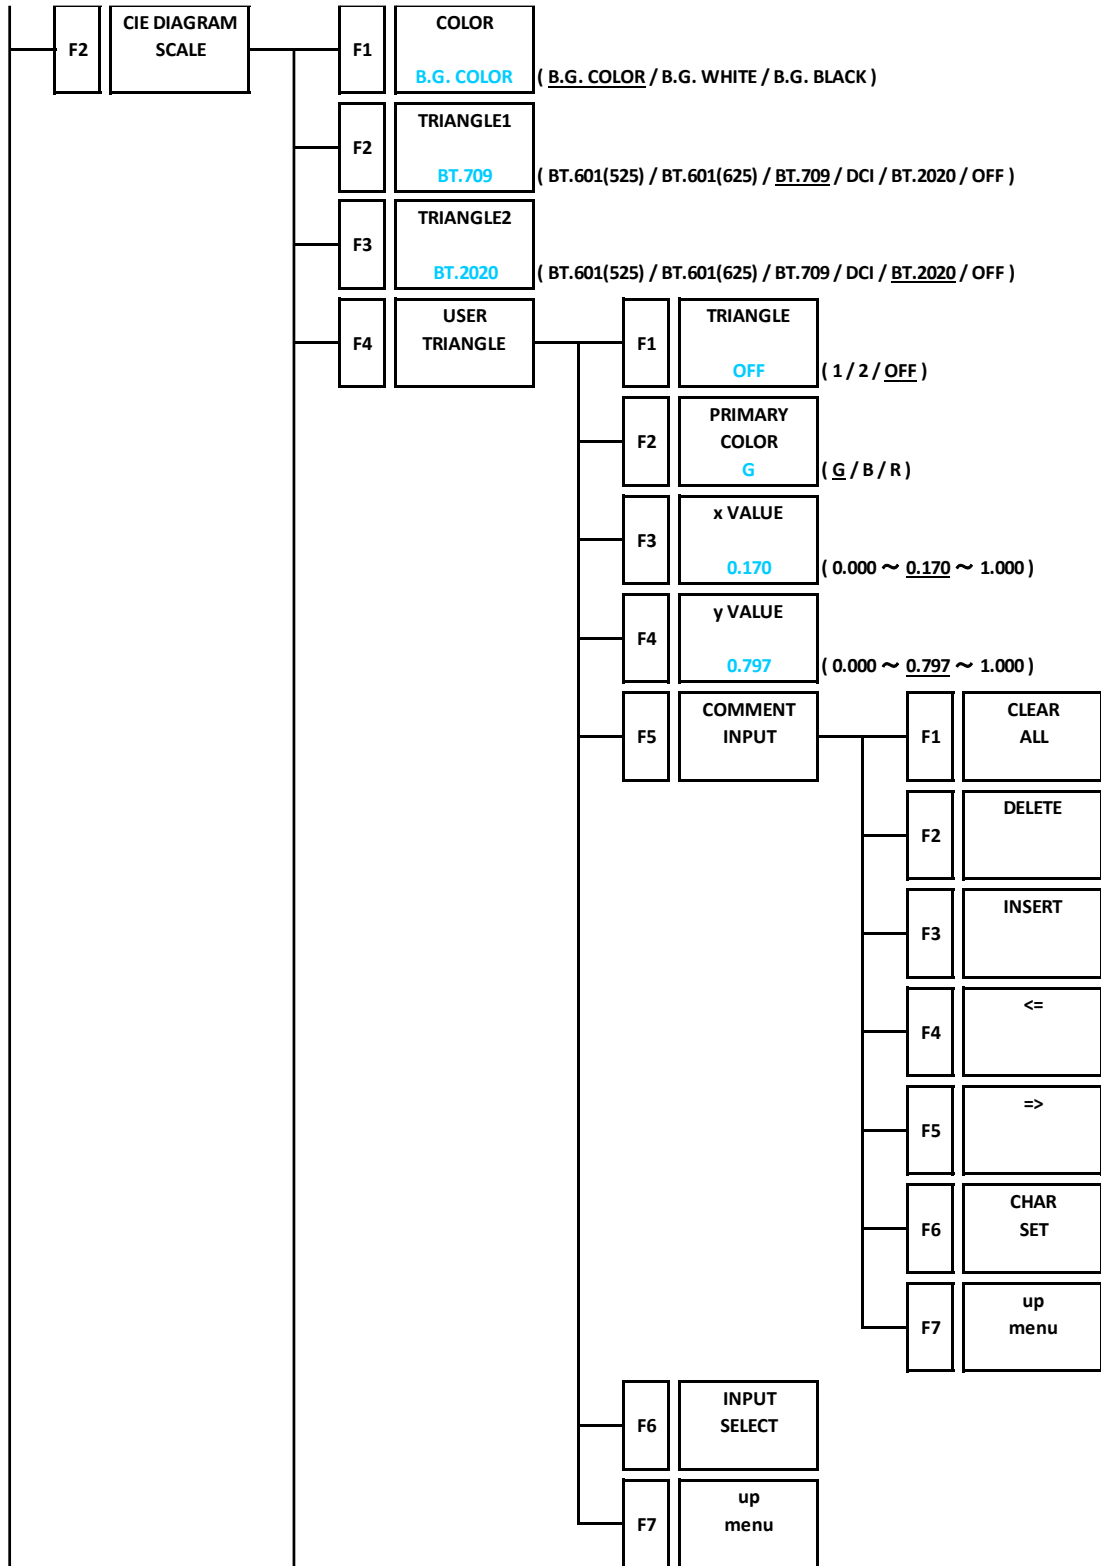 F2
CIE DIAGRAM
SCALE
F1
COLOR
B.G. COLOR
( B.G. COLOR / B.G. WHITE / B.G. BLACK )
F2
TRIANGLE1
BT.709
( BT.601(525) / BT.601(625) / BT.709 / DCI / BT.2020 / OFF )
F3
TRIANGLE2
BT.2020
( BT.601(525) / BT.601(625) / BT.709 / DCI / BT.2020 / OFF )
F4
USER
TRIANGLE
F1
TRIANGLE
OFF
( 1 / 2 / OFF )
F2
PRIMARY
COLOR
G
( G / B / R )
F3
x VALUE
0.170
( 0.000 ～ 0.170 ～ 1.000 )
F4
y VALUE
0.797
( 0.000 ～ 0.797 ～ 1.000 )
F5
COMMENT
INPUT
F1
CLEAR
ALL
F2
DELETE
F3
INSERT
F4
<=
F5
=>
F6
CHAR
SET
F7
up
menu
F6
INPUT
SELECT
F7
up
menu